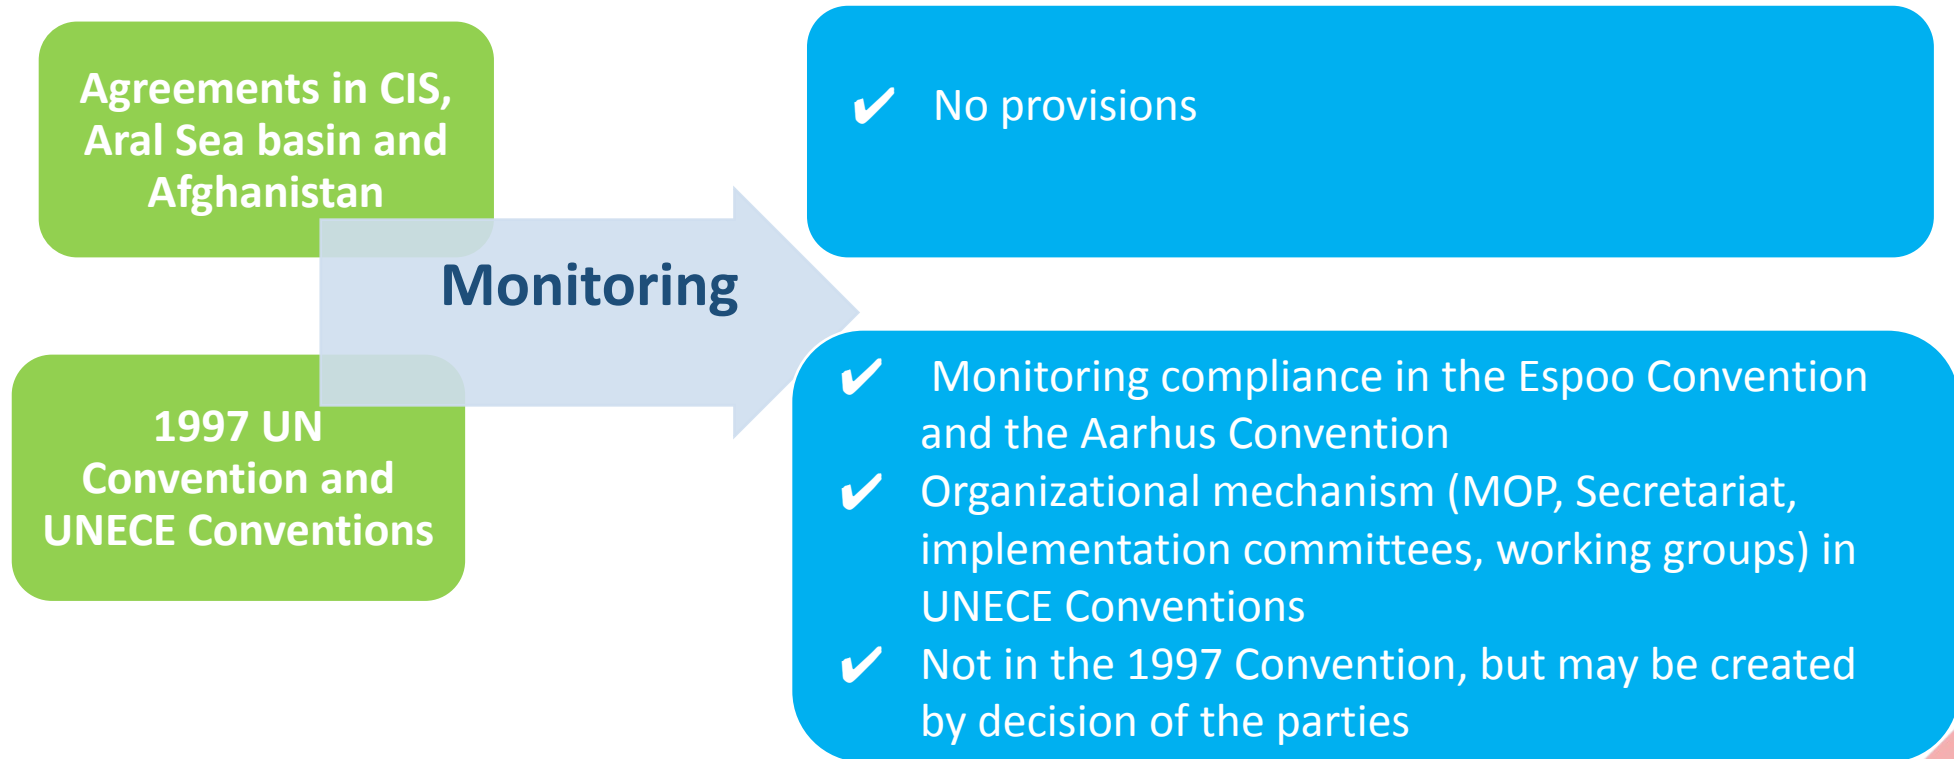 Agreements in CIS,
Aral Sea basin and
Afghanistan
✔ No provisions
Monitoring
1997 UN
Convention and
UNECE Conventions
✔ Monitoring compliance in the Espoo Convention
and the Aarhus Convention
✔ Organizational mechanism (MOP, Secretariat,
implementation committees, working groups) in
UNECE Conventions
✔ Not in the 1997 Convention, but may be created
by decision of the parties